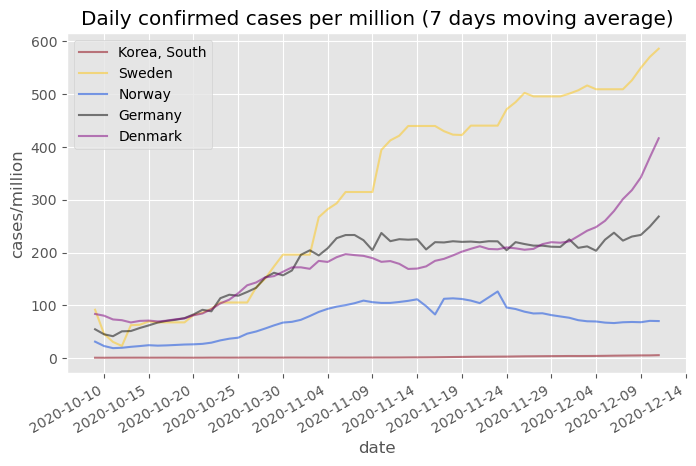 Daily confirmed cases per million (7 days moving average)
600
500
400
300
200
100
0
cases/million
Korea, South
Sweden
Norway
Germany
Denmark
2020-10-10
2020-10-15
2020-10-20
2020-10-25
2020-10-30
2020-11-04
2020-11-09
2020-11-14
2020-11-19
2020-11-24
2020-11-29
2020-12-04
2020-12-09
2020-12-14
date